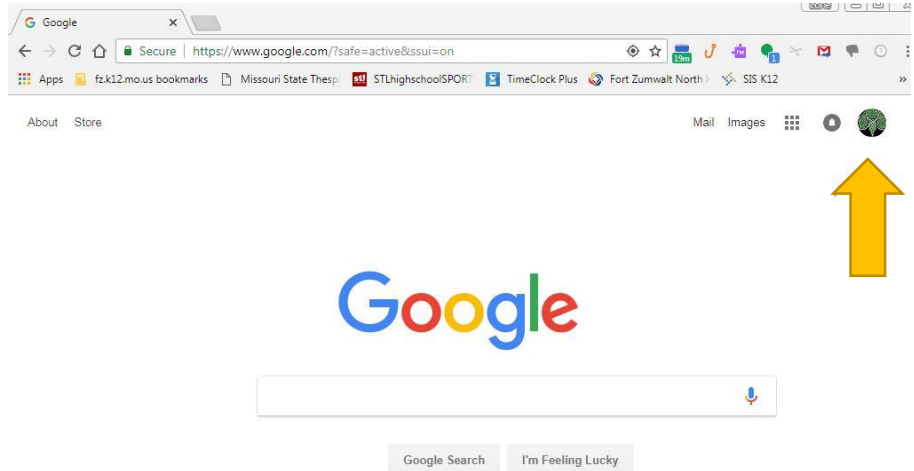 Google
Secure | https://www.google.com/?safe=active&ssui=on
19m
1
Apps fz.k12.mo.us bookmarks Missouri State Thesp STLhighschoolSPORT TimeClock Plus Fort Zumwalt North H SIS K12 »
About Store
Mail Images
Google
Google Search I'm Feeling Lucky